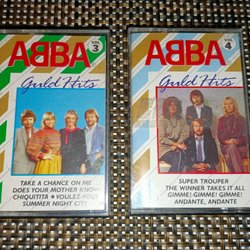 ABBA
VOL
3
Guld Hits
TAKE A CHANCE ON ME
DOES YOUR MOTHER KNOW
CHIQUITITA ★ VOULEZ-VOUS
SUMMER NIGHT CITY
ABBA
VOL
4
Guld Hits
SUPER TROUPER
THE WINNER TAKES IT ALL
GIMME! GIMME! GIMME!
ANDANTE, ANDANTE